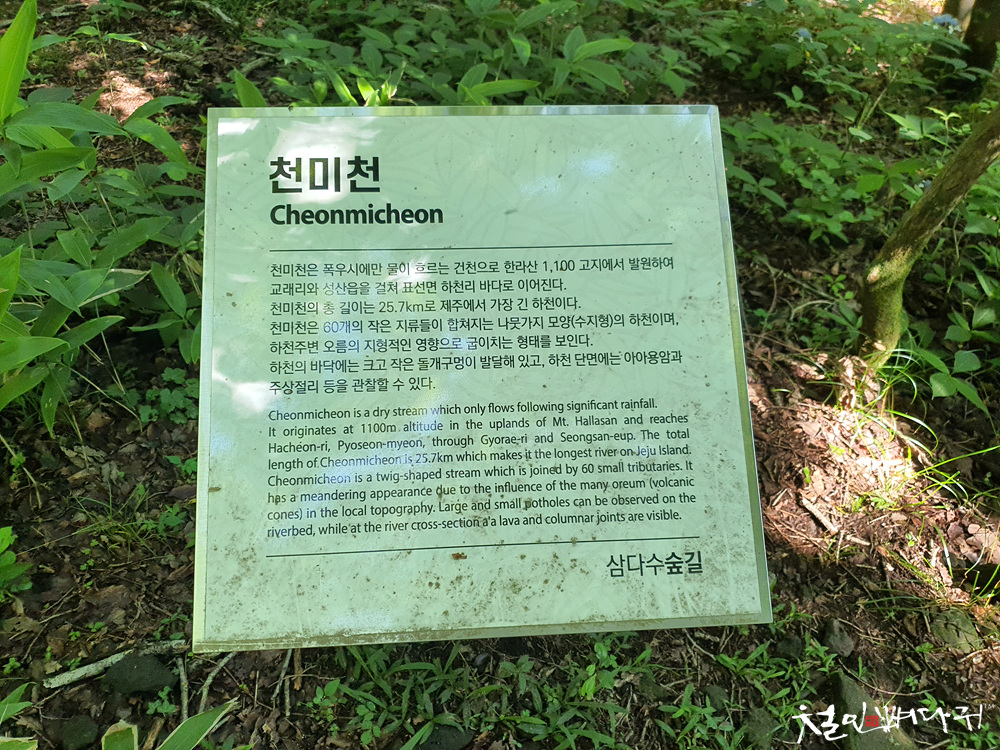 천미천
Cheonmicheon
천미천은 폭우시에만 물이 흐르는 건천으로 한라산 1,100 고지에서 발원하여
교래리와 성산읍을 걸쳐 표선면 하천리 바다로 이어진다.
천미천의 총 길이는 25.7km로 제주에서 가장 긴 하천이다.
천미천은 60개의 작은 지류들이 합쳐지는 나뭇가지 모양(수지형)의 하천이며,
하천주변 오름의 지형적인 영향으로 굽이치는 형태를 보인다.
하천의 바닥에는 크고 작은 돌개구멍이 발달해 있고, 하천 단면에는 아아용암과
주상절리 등을 관찰할 수 있다.
Cheonmicheon is a dry stream which only flows following significant rainfall.
It originates at 1100m altitude in the uplands of Mt. Hallasan and reaches
Hacheon-ri, Pyoseon-myeon, through Gyorae-ri and Seongsan-eup. The total
length of Cheonmicheon is 25.7km which makes it the longest river on Jeju Island.
Cheonmicheon is a twig-shaped stream which is joined by 60 small tributaries. It
has a meandering appearance due to the influence of the many oreum (volcanic
cones) in the local topography. Large and small potholes can be observed on the
riverbed, while at the river cross-section a'a lava and columnar joints are visible.
삼다수숲길